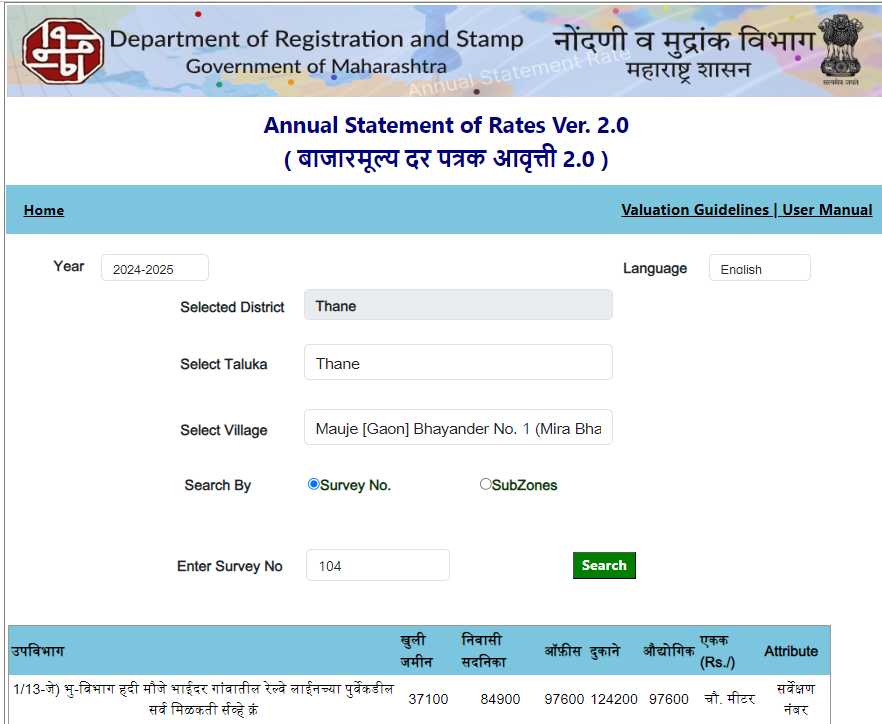 Department of Registration and Stamp
Government of Maharashtra
नोंदणी व मुद्रांक विभाग
महाराष्ट्र शासन
सत्यमेव जयते
Annual Statement Rate
Annual Statement of Rates Ver. 2.0
( बाजारमूल्य दर पत्रक आवृत्ती 2.0 )
Home
Valuation Guidelines | User Manual
Year 2024-2025 Language English
Selected District Thane
Select Taluka Thane
Select Village Mauje [Gaon] Bhayander No. 1 (Mira Bha
Search By Survey No. SubZones
Enter Survey No 104 Search
उपविभाग खुली जमीन निवासी सदनिका ऑफ़ीस दुकाने औद्योगिक एकक (Rs./) Attribute
1/13-जे) भु-विभाग हदी मौजे भाईदर गांवातील रेल्वे लाईनच्या पुर्वेकडील
सर्व मिळकती र्सव्हे क्रं
37100 84900 97600 124200 97600 चौ. मीटर सर्वेक्षण नंबर